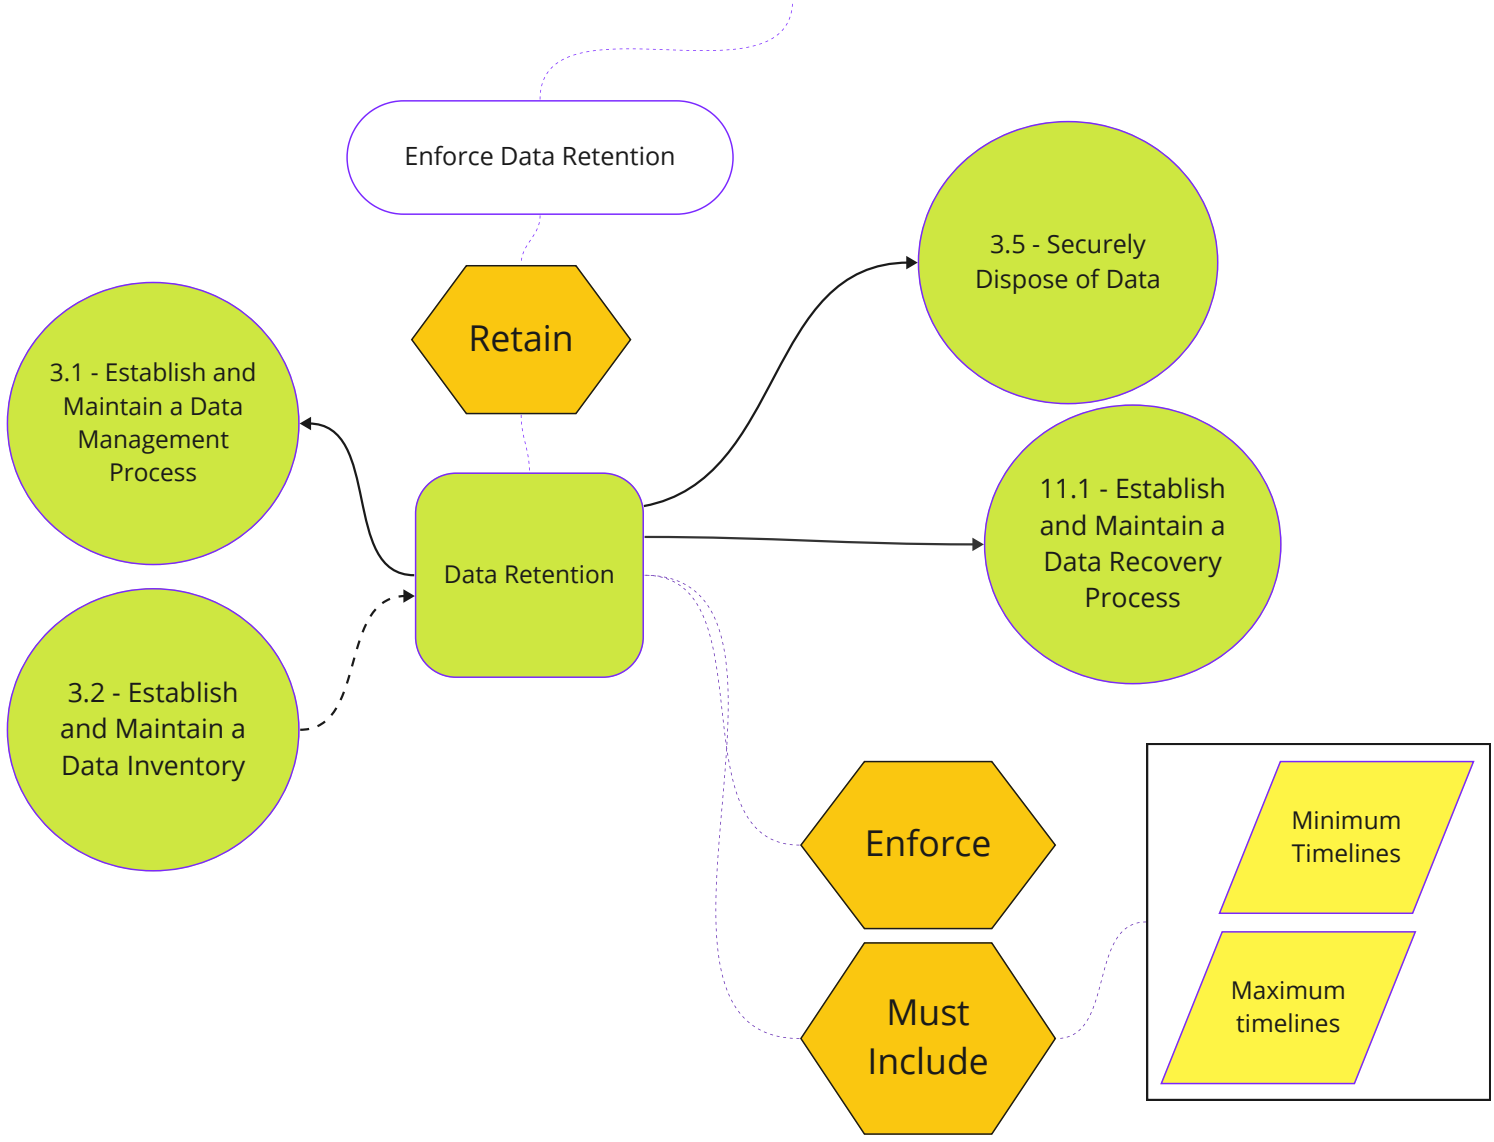 Enforce Data Retention
3.5 - Securely
Dispose of Data
Retain
3.1 - Establish and
Maintain a Data
Management
Process
11.1 - Establish
and Maintain a
Data Recovery
Process
Data Retention
3.2 - Establish
and Maintain a
Data Inventory
Enforce
Minimum
Timelines
Must
Include
Maximum
timelines